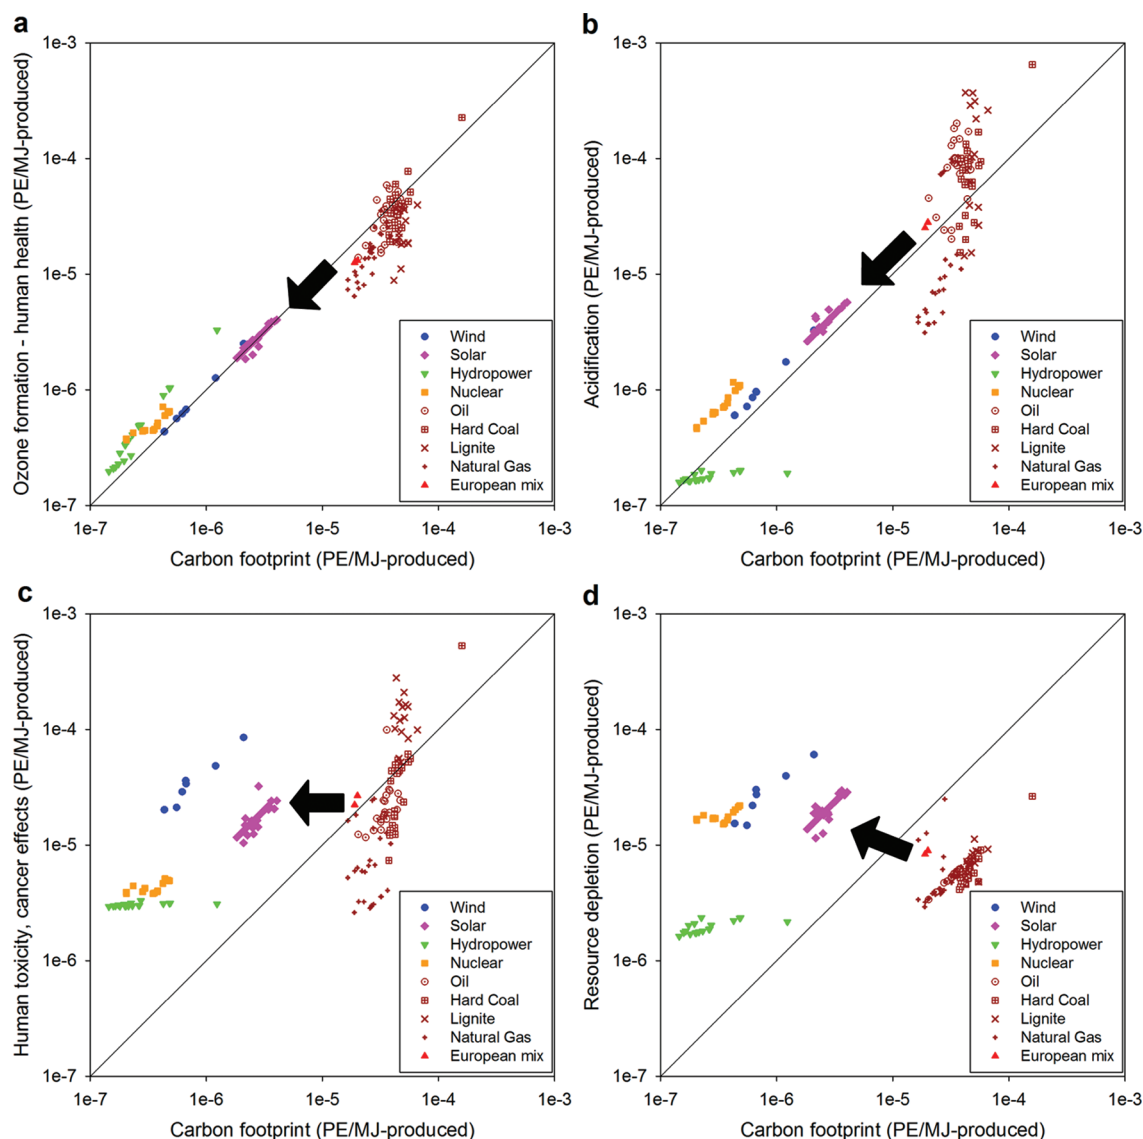 a
Ozone formation - human health (PE/MJ-produced)
1e-3
1e-4
1e-5
1e-6
1e-7
1e-7 1e-6 1e-5 1e-4 1e-3
Carbon footprint (PE/MJ-produced)
Wind
Solar
Hydropower
Nuclear
Oil
Hard Coal
Lignite
Natural Gas
European mix
b
Acidification (PE/MJ-produced)
1e-3
1e-4
1e-5
1e-6
1e-7
1e-7 1e-6 1e-5 1e-4 1e-3
Carbon footprint (PE/MJ-produced)
Wind
Solar
Hydropower
Nuclear
Oil
Hard Coal
Lignite
Natural Gas
European mix
c
Human toxicity, cancer effects (PE/MJ-produced)
1e-3
1e-4
1e-5
1e-6
1e-7
1e-7 1e-6 1e-5 1e-4 1e-3
Carbon footprint (PE/MJ-produced)
Wind
Solar
Hydropower
Nuclear
Oil
Hard Coal
Lignite
Natural Gas
European mix
d
Resource depletion (PE/MJ-produced)
1e-3
1e-4
1e-5
1e-6
1e-7
1e-7 1e-6 1e-5 1e-4 1e-3
Carbon footprint (PE/MJ-produced)
Wind
Solar
Hydropower
Nuclear
Oil
Hard Coal
Lignite
Natural Gas
European mix